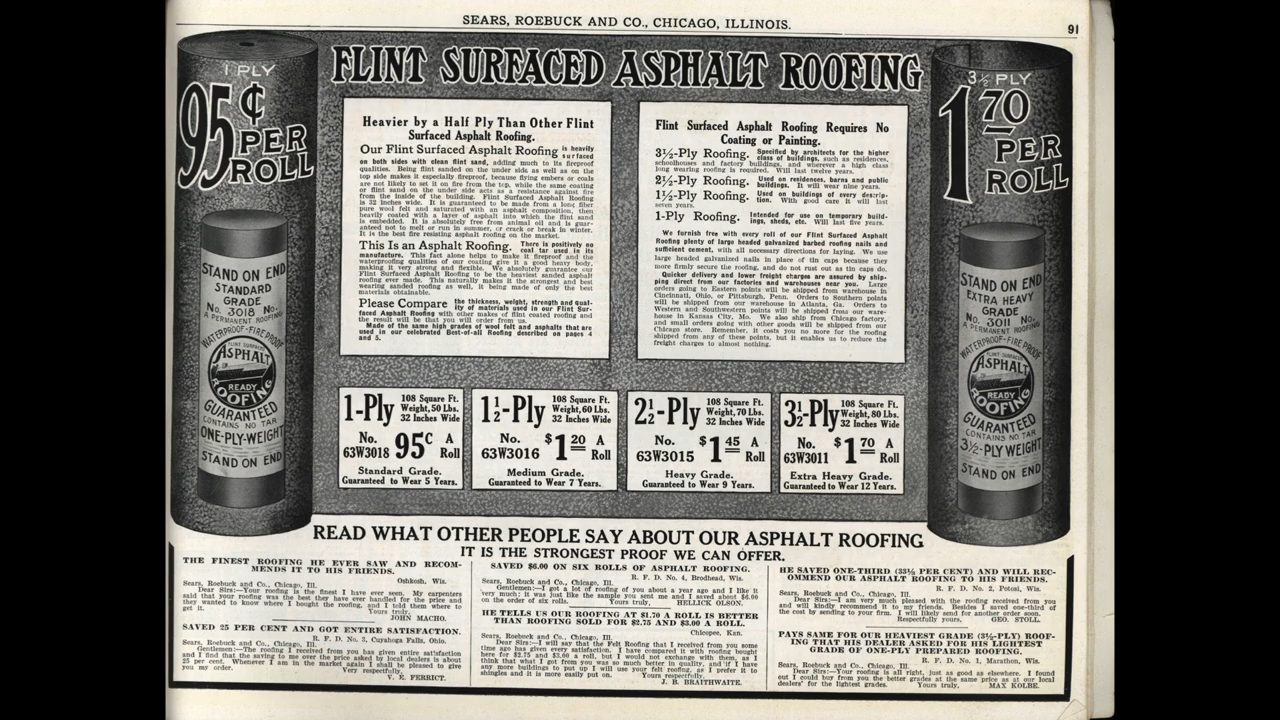 SEARS, ROEBUCK AND CO., CHICAGO, ILLINOIS.
91
FLINT SURFACED ASPHALT ROOFING
1 PLY
95¢
PER
ROLL
3½ PLY
1 70
PER
ROLL
Heavier by a Half Ply Than Other Flint
Surfaced Asphalt Roofing.
Our Flint Surfaced Asphalt Roofing is heavily
surfaced
on both sides with clean flint sand, adding much to its fireproof
qualities. Being flint sanded on the under side as well as on the
top side makes it especially fireproof, because flying embers or coals
are not likely to set it on fire from the top, while the same coating
or flint sand on the under side acts as a resistance against fire
from the inside of the building. Flint Surfaced Asphalt Roofing
is 32 inches wide. It is guaranteed to be made from a long fiber
pure wool felt and saturated with an asphalt composition, then
heavily coated with a layer of asphalt into which the flint sand
is embedded. It is absolutely free from animal oil and is guar-
anteed not to melt or run in summer, or crack or break in winter.
It is the best fire resisting asphalt roofing on the market.
This Is an Asphalt Roofing. There is positively no
coal tar used in its
manufacture. This fact alone helps to make it fireproof and the
waterproofing qualities of our coating give it a good heavy body,
making it very strong and flexible. We absolutely guarantee our
Flint Surfaced Asphalt Roofing to be the heaviest sanded asphalt
roofing ever made. This naturally makes it the strongest and best
wearing sanded roofing as well, it being made of only the best
materials obtainable.
Please Compare the thickness, weight, strength and qual-
ity of materials used in our Flint Sur-
faced Asphalt Roofing with other makes of flint coated roofing and
the result will be that you will order from us.
Made of the same high grades of wool felt and asphalts that are
used in our celebrated Best-of-all Roofing described on pages 4
and 5.
Flint Surfaced Asphalt Roofing Requires No
Coating or Painting.
3½-Ply Roofing. Specified by architects for the higher
class of buildings, such as residences,
schoolhouses and factory buildings, and wherever a high class
long wearing roofing is required. Will last twelve years.
2½-Ply Roofing. Used on residences, barns and public
buildings. It will wear nine years.
1½-Ply Roofing. Used on buildings of every descrip-
tion. With good care it will last
seven years.
1-Ply Roofing. Intended for use on temporary build-
ings, sheds, etc. Will last five years.
We furnish free with every roll of our Flint Surfaced Asphalt
Roofing plenty of large headed galvanized barbed roofing nails and
sufficient cement, with all necessary directions for laying. We use
large headed galvanized nails in place of tin caps because they
more firmly secure the roofing, and do not rust out as tin caps do.
Quicker delivery and lower freight charges are assured by ship-
ping direct from our factories and warehouses near you. Large
orders going to Eastern points will be shipped from warehouse in
Cincinnati, Ohio, or Pittsburg, Penn. Orders to Southern points
will be shipped from our warehouse in Atlanta, Ga. Orders to
Western and Southwestern points will be shipped from our ware-
house in Kansas City, Mo. We also ship from Chicago factory,
and small orders going with other goods will be shipped from our
Chicago store. Remember, it costs you no more for the roofing
shipped from any of these points, but it enables us to reduce the
freight charges to almost nothing.
STAND ON END
STANDARD
GRADE
No. 3018 No.
A PERMANENT ROOFING
WATERPROOF-FIREPROOF
FLINT SURFACED
ASPHALT
READY
ROOFING
GUARANTEED
CONTAINS NO TAR
ONE-PLY-WEIGHT
STAND ON END
STAND ON END
EXTRA HEAVY
GRADE
No. 3011 No.
A PERMANENT ROOFING
WATERPROOF-FIRE PROOF
FLINT SURFACED
ASPHALT
READY
ROOFING
GUARANTEED
CONTAINS NO TAR
3½-PLY WEIGHT
STAND ON END
1-Ply 108 Square Ft.
Weight, 50 Lbs.
32 Inches Wide
No.
63W3018 95c A
Roll
Standard Grade.
Guaranteed to Wear 5 Years.
1½-Ply 108 Square Ft.
Weight, 60 Lbs.
32 Inches Wide
No.
63W3016 $1 20 A
Roll
Medium Grade.
Guaranteed to Wear 7 Years.
2½-Ply 108 Square Ft.
Weight, 70 Lbs.
32 Inches Wide
No.
63W3015 $1 45 A
Roll
Heavy Grade.
Guaranteed to Wear 9 Years.
3½-Ply 108 Square Ft.
Weight, 80 Lbs.
32 Inches Wide
No.
63W3011 $1 70 A
Roll
Extra Heavy Grade.
Guaranteed to Wear 12 Years.
READ WHAT OTHER PEOPLE SAY ABOUT OUR ASPHALT ROOFING
IT IS THE STRONGEST PROOF WE CAN OFFER.
THE FINEST ROOFING HE EVER SAW AND RECOM-
MENDS IT TO HIS FRIENDS.
Oshkosh, Wis.
Sears, Roebuck and Co., Chicago, Ill.
Dear Sirs:—Your roofing is the finest I have ever seen. My carpenters
said that your roofing was the best they have ever handled for the price and
they wanted to know where I bought the roofing, and I told them where to
get it.
Yours truly,
JOHN MACHO.
SAVED 25 PER CENT AND GOT ENTIRE SATISFACTION.
R. F. D. No. 3, Cuyahoga Falls, Ohio.
Sears, Roebuck and Co., Chicago, Ill.
Gentlemen:—The roofing I received from you has given entire satisfaction
and I find that the saving to me over the price asked by local dealers is about
25 per cent. Whenever I am in the market again I shall be pleased to give
you my order.
Very respectfully,
V. E. FERRICT.
SAVED $6.00 ON SIX ROLLS OF ASPHALT ROOFING.
R. F. D. No. 4, Brodhead, Wis.
Sears, Roebuck and Co., Chicago, Ill.
Gentlemen:—I got a lot of roofing of you about a year ago and I like it
very much; it was just like the sample you sent me and I saved about $6.00
on the order of six rolls. Yours truly, HELLICK OLSON.
HE TELLS US OUR ROOFING AT $1.70 A ROLL IS BETTER
THAN ROOFING SOLD FOR $2.75 AND $3.00 A ROLL.
Chicopee, Kan.
Sears, Roebuck and Co., Chicago, Ill.
Dear Sir:—I will say that the Felt Roofing that I received from you some
time ago has given every satisfaction. I have compared it with roofing bought
here for $2.75 and $3.00 a roll, but I would not exchange with them, as I
think that what I got from you was so much better in quality, and if I have
any more buildings to put up I will use your felt roofing, as I prefer it to
shingles and it is more easily put on. Yours respectfully,
J. B. BRAITHWAITE.
HE SAVED ONE-THIRD (33⅓ PER CENT) AND WILL REC-
OMMEND OUR ASPHALT ROOFING TO HIS FRIENDS.
R. F. D. No. 2, Potosi, Wis.
Sears, Roebuck and Co., Chicago, Ill.
Dear Sirs:—I am very much pleased with the roofing received from you
and will kindly recommend it to my friends. Besides I saved one-third of
the cost by sending to your firm. I will likely send for another order soon.
Respectfully yours, GEO. STOLL.
PAYS SAME FOR OUR HEAVIEST GRADE (3½-PLY) ROOF-
ING THAT HIS DEALER ASKED FOR HIS LIGHTEST
GRADE OF ONE-PLY PREPARED ROOFING.
R. F. D. No. 1, Marathon, Wis.
Sears, Roebuck and Co., Chicago, Ill.
Dear Sir:—Your roofing is all right, just as good as elsewhere. I found
out I could buy from you the better grades at the same price as at our local
dealers' for the lightest grades. Yours truly, MAX KOLBE.